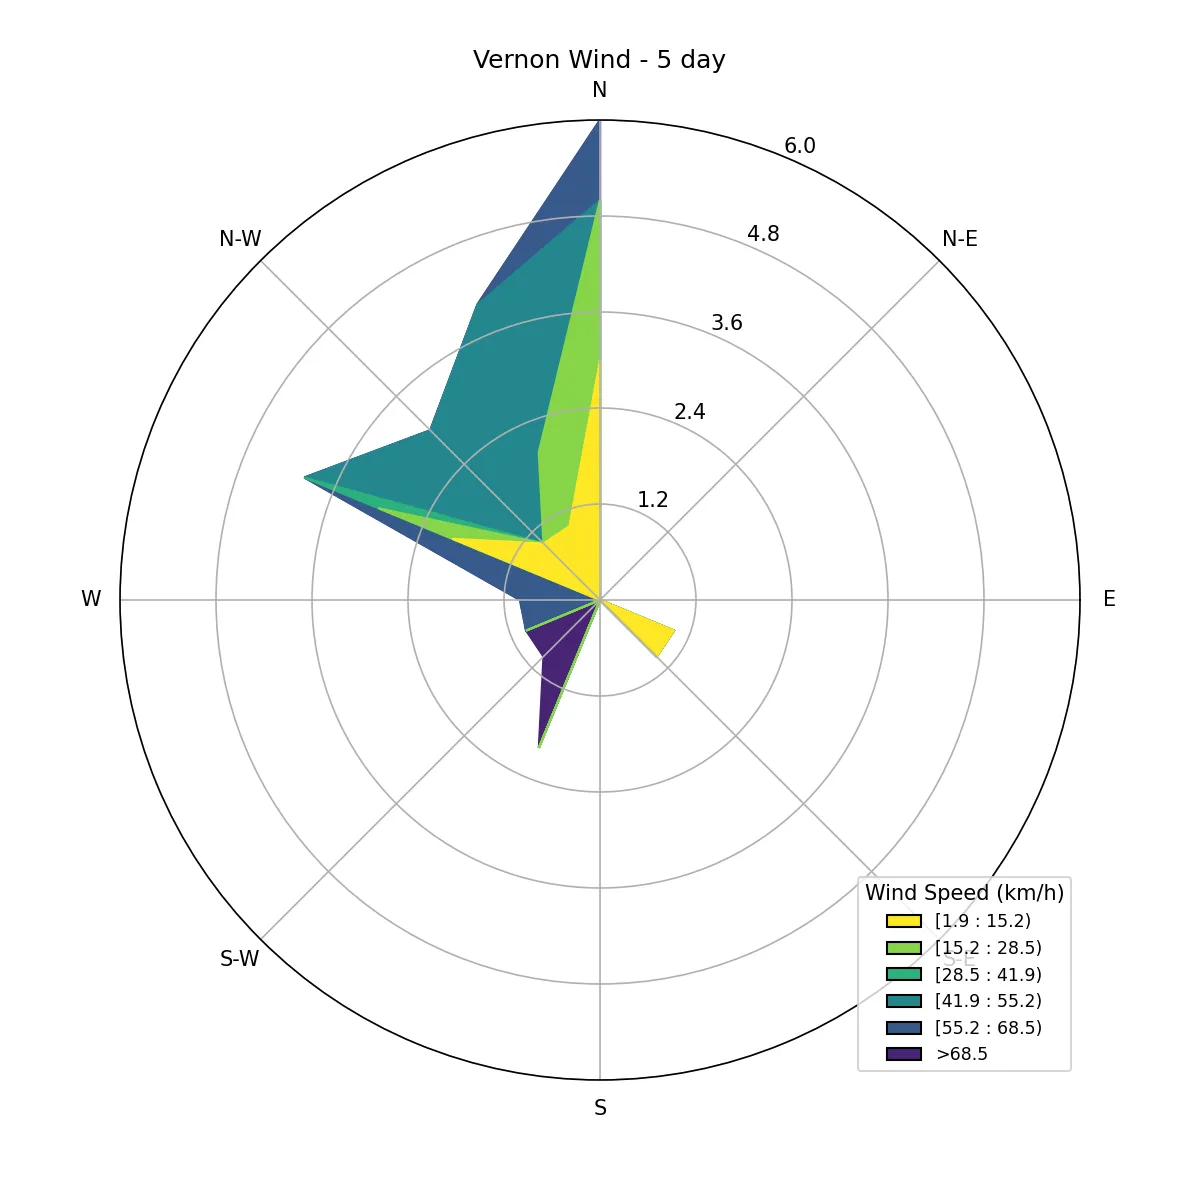 Vernon Wind - 5 day
N
6.0
N-W
N-E
4.8
3.6
2.4
1.2
W
E
Wind Speed (km/h)
[1.9 : 15.2)
[15.2 : 28.5)
S-W
S-E
[28.5 : 41.9)
[41.9 : 55.2)
[55.2 : 68.5)
>68.5
S